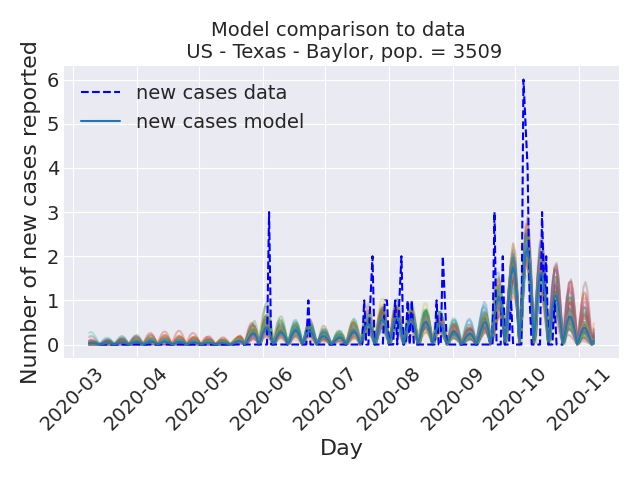 Model comparison to data
US - Texas - Baylor, pop. = 3509
Number of new cases reported
6
5
4
3
2
1
0
new cases data
new cases model
2020-03
2020-04
2020-05
2020-06
2020-07
2020-08
2020-09
2020-10
2020-11
Day